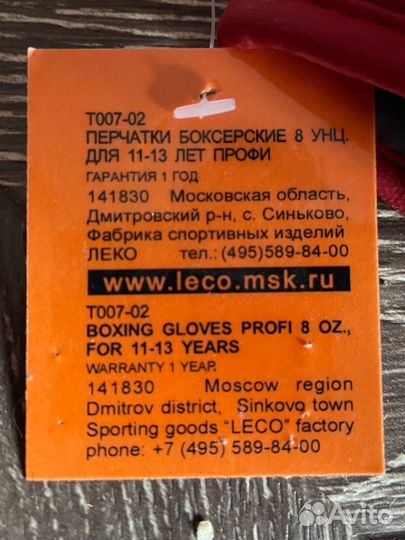 Т007-02
ПЕРЧАТКИ БОКСЕРСКИЕ 8 УНЦ.
ДЛЯ 11-13 ЛЕТ ПРОФИ
ГАРАНТИЯ 1 ГОД
141830 Московская область,
Дмитровский р-н, с. Синьково,
Фабрика спортивных изделий
ЛЕКО тел.:(495)589-84-00
www.leco.msk.ru
T007-02
BOXING GLOVES PROFI 8 OZ.,
FOR 11-13 YEARS
WARRANTY 1 YEAR.
141830 Moscow region
Dmitrov district, Sinkovo town
Sporting goods “LECO” factory
phone: +7 (495) 589-84-00
Avito